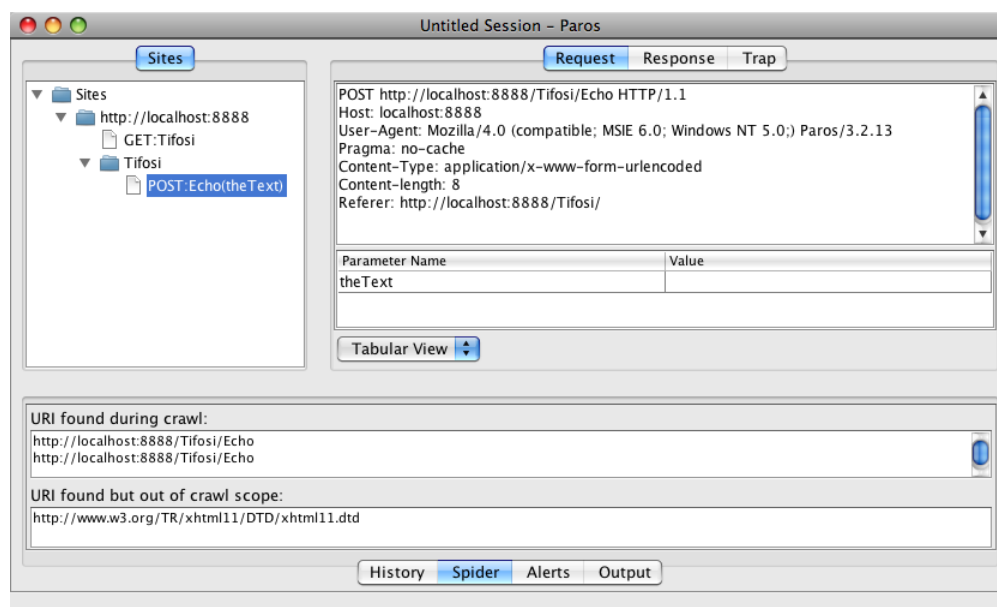 Untitled Session – Paros
Sites
Request Response Trap
Sites
http://localhost:8888
GET:Tifosi
Tifosi
POST:Echo(theText)
POST http://localhost:8888/Tifosi/Echo HTTP/1.1
Host: localhost:8888
User-Agent: Mozilla/4.0 (compatible; MSIE 6.0; Windows NT 5.0;) Paros/3.2.13
Pragma: no-cache
Content-Type: application/x-www-form-urlencoded
Content-length: 8
Referer: http://localhost:8888/Tifosi/
Parameter Name Value
theText
Tabular View
URI found during crawl:
http://localhost:8888/Tifosi/Echo
http://localhost:8888/Tifosi/Echo
URI found but out of crawl scope:
http://www.w3.org/TR/xhtml11/DTD/xhtml11.dtd
History Spider Alerts Output